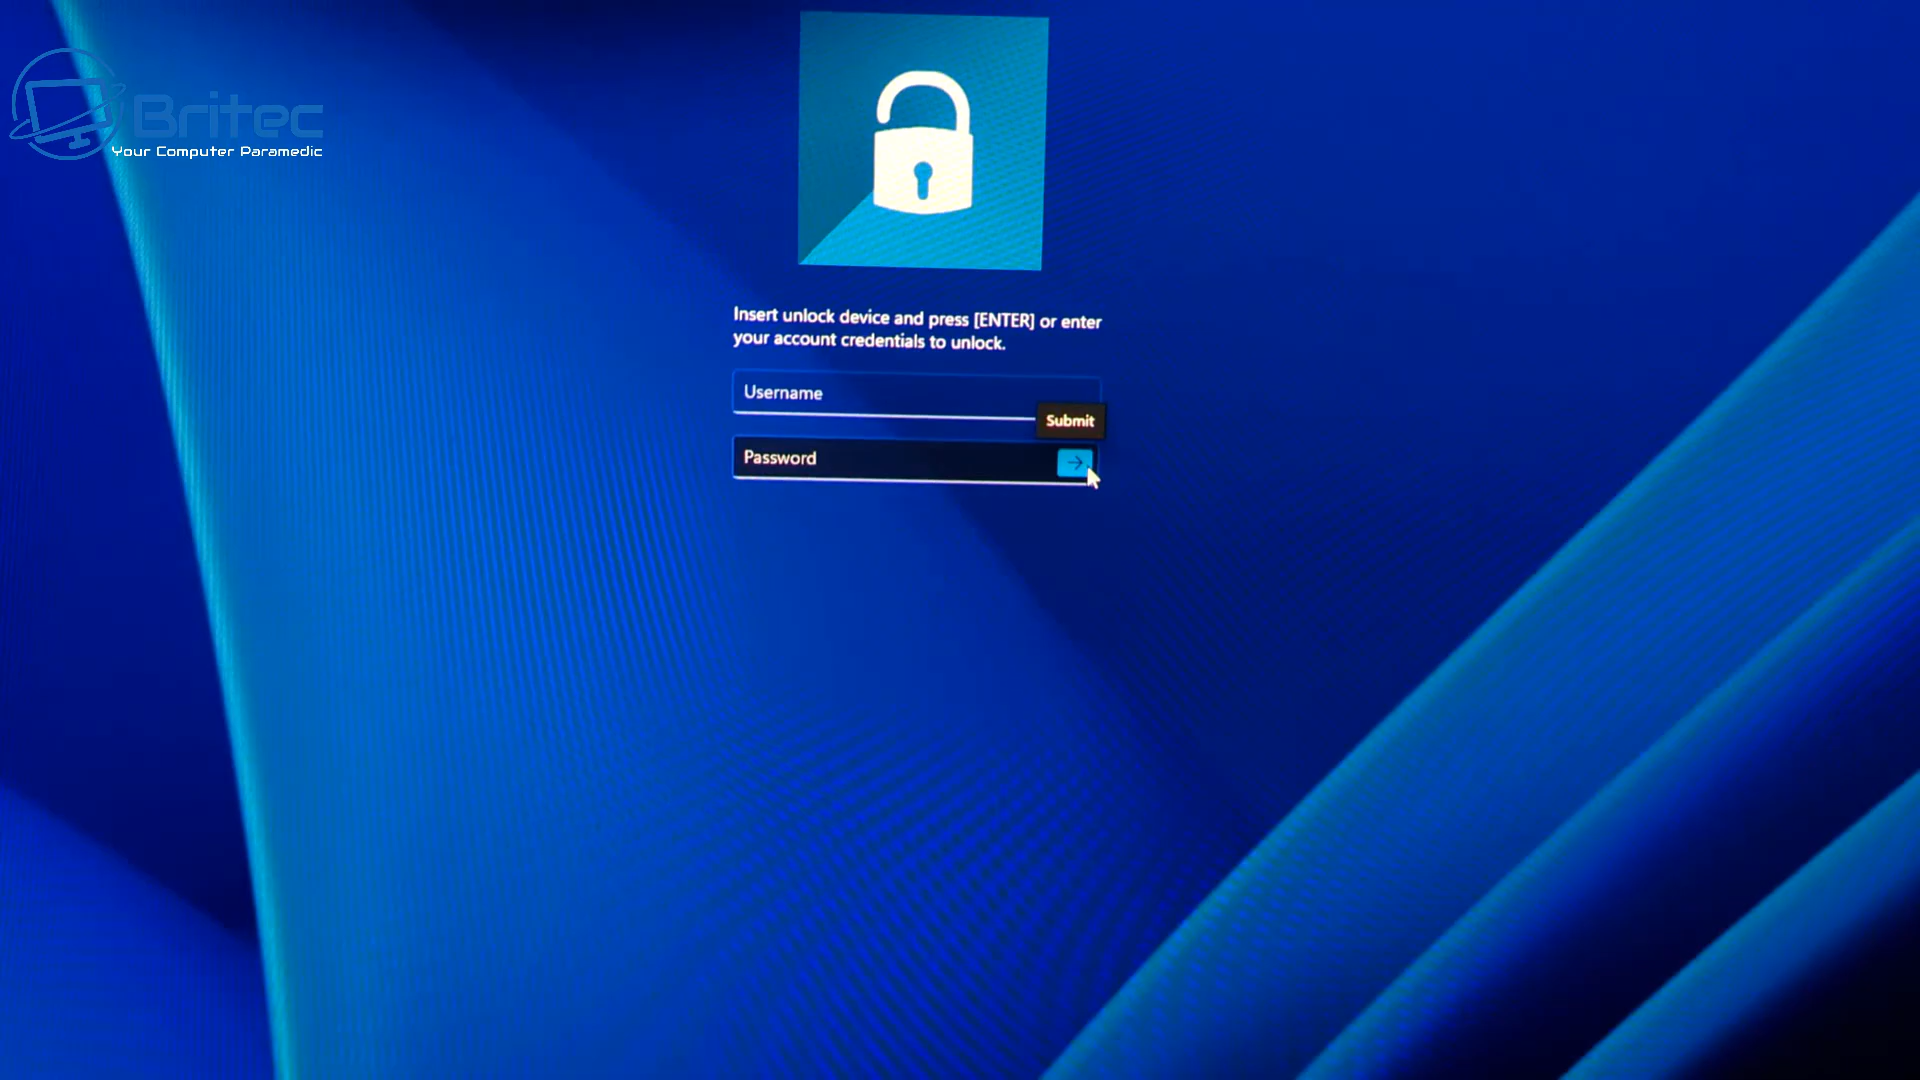 Britec
Your Computer Paramedic
Insert unlock device and press [ENTER] or enter
your account credentials to unlock.
Username
Submit
Password